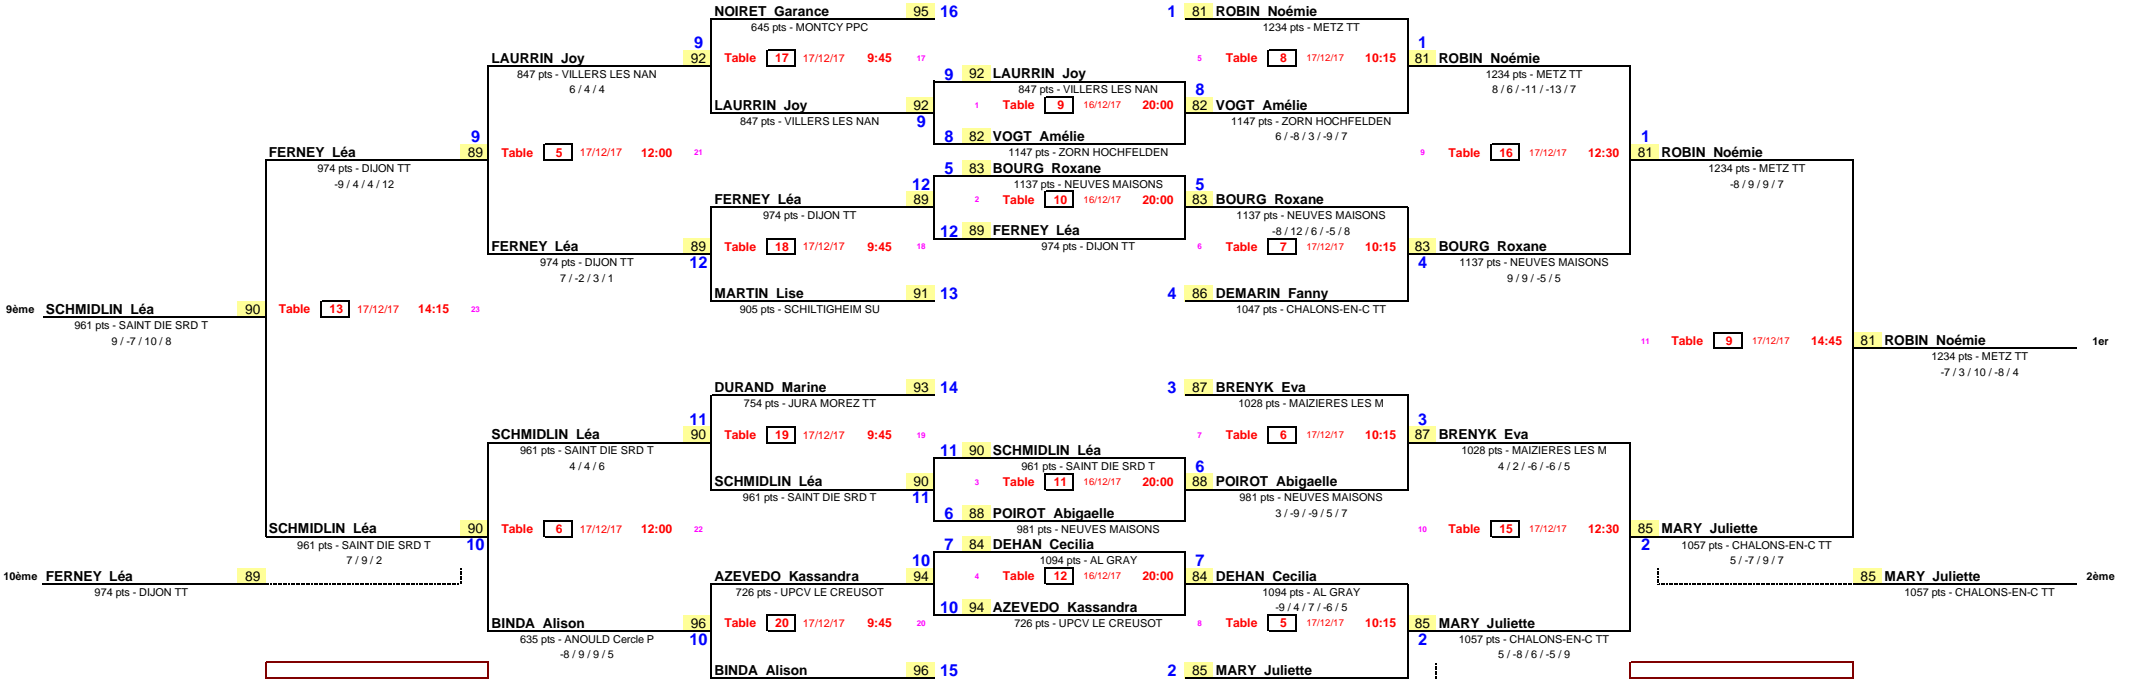 NOIRET Garance 95 16 1 81 ROBIN Noémie
645 pts - MONTCY PPC 1234 pts - METZ TT
9 1
LAURRIN Joy 92 Table 17 17/12/17 9:45 17 5 Table 8 17/12/17 10:15 81 ROBIN Noémie
847 pts - VILLERS LES NAN 9 92 LAURRIN Joy 1234 pts - METZ TT
6 / 4 / 4 847 pts - VILLERS LES NAN 8 8 / 6 / -11 / -13 / 7
LAURRIN Joy 92 1 Table 9 16/12/17 20:00 82 VOGT Amélie
847 pts - VILLERS LES NAN 9 1147 pts - ZORN HOCHFELDEN
9 8 82 VOGT Amélie 6 / -8 / 3 / -9 / 7 1
FERNEY Léa 89 Table 5 17/12/17 12:00 21 1147 pts - ZORN HOCHFELDEN 9 Table 16 17/12/17 12:30 81 ROBIN Noémie
974 pts - DIJON TT 5 83 BOURG Roxane 1234 pts - METZ TT
-9 / 4 / 4 / 12 12 1137 pts - NEUVES MAISONS 5 -8 / 9 / 9 / 7
FERNEY Léa 89 2 Table 10 16/12/17 20:00 83 BOURG Roxane
974 pts - DIJON TT 1137 pts - NEUVES MAISONS
12 89 FERNEY Léa -8 / 12 / 6 / -5 / 8
FERNEY Léa 89 Table 18 17/12/17 9:45 18 974 pts - DIJON TT 6 Table 7 17/12/17 10:15 83 BOURG Roxane
974 pts - DIJON TT 12 4 1137 pts - NEUVES MAISONS
7 / -2 / 3 / 1 9 / 9 / -5 / 5
MARTIN Lise 91 13 4 86 DEMARIN Fanny
9ème SCHMIDLIN Léa 90 Table 13 17/12/17 14:15 23 905 pts - SCHILTIGHEIM SU 1047 pts - CHALONS-EN-C TT
961 pts - SAINT DIE SRD T
9 / -7 / 10 / 8 11 Table 9 17/12/17 14:45 81 ROBIN Noémie 1er
1234 pts - METZ TT
-7 / 3 / 10 / -8 / 4
DURAND Marine 93 14 3 87 BRENYK Eva
754 pts - JURA MOREZ TT 1028 pts - MAIZIERES LES M
11 3
SCHMIDLIN Léa 90 Table 19 17/12/17 9:45 19 7 Table 6 17/12/17 10:15 87 BRENYK Eva
961 pts - SAINT DIE SRD T 11 90 SCHMIDLIN Léa 1028 pts - MAIZIERES LES M
4 / 4 / 6 961 pts - SAINT DIE SRD T 6 4 / 2 / -6 / -6 / 5
SCHMIDLIN Léa 90 3 Table 11 16/12/17 20:00 88 POIROT Abigaelle
961 pts - SAINT DIE SRD T 11 981 pts - NEUVES MAISONS
6 88 POIROT Abigaelle 3 / -9 / -9 / 5 / 7
SCHMIDLIN Léa 90 Table 6 17/12/17 12:00 22 981 pts - NEUVES MAISONS 10 Table 15 17/12/17 12:30 85 MARY Juliette
961 pts - SAINT DIE SRD T 10 7 84 DEHAN Cecilia 2 1057 pts - CHALONS-EN-C TT
7 / 9 / 2 10 1094 pts - AL GRAY 7 5 / -7 / 9 / 7
10ème FERNEY Léa 89 AZEVEDO Kassandra 94 4 Table 12 16/12/17 20:00 84 DEHAN Cecilia 85 MARY Juliette 2ème
974 pts - DIJON TT 726 pts - UPCV LE CREUSOT 1094 pts - AL GRAY 1057 pts - CHALONS-EN-C TT
10 94 AZEVEDO Kassandra -9 / 4 / 7 / -6 / 5
BINDA Alison 96 Table 20 17/12/17 9:45 20 726 pts - UPCV LE CREUSOT 8 Table 5 17/12/17 10:15 85 MARY Juliette
635 pts - ANOULD Cercle P 10 2 1057 pts - CHALONS-EN-C TT
-8 / 9 / 9 / 5 5 / -8 / 6 / -5 / 9
BINDA Alison 96 15 2 85 MARY Juliette